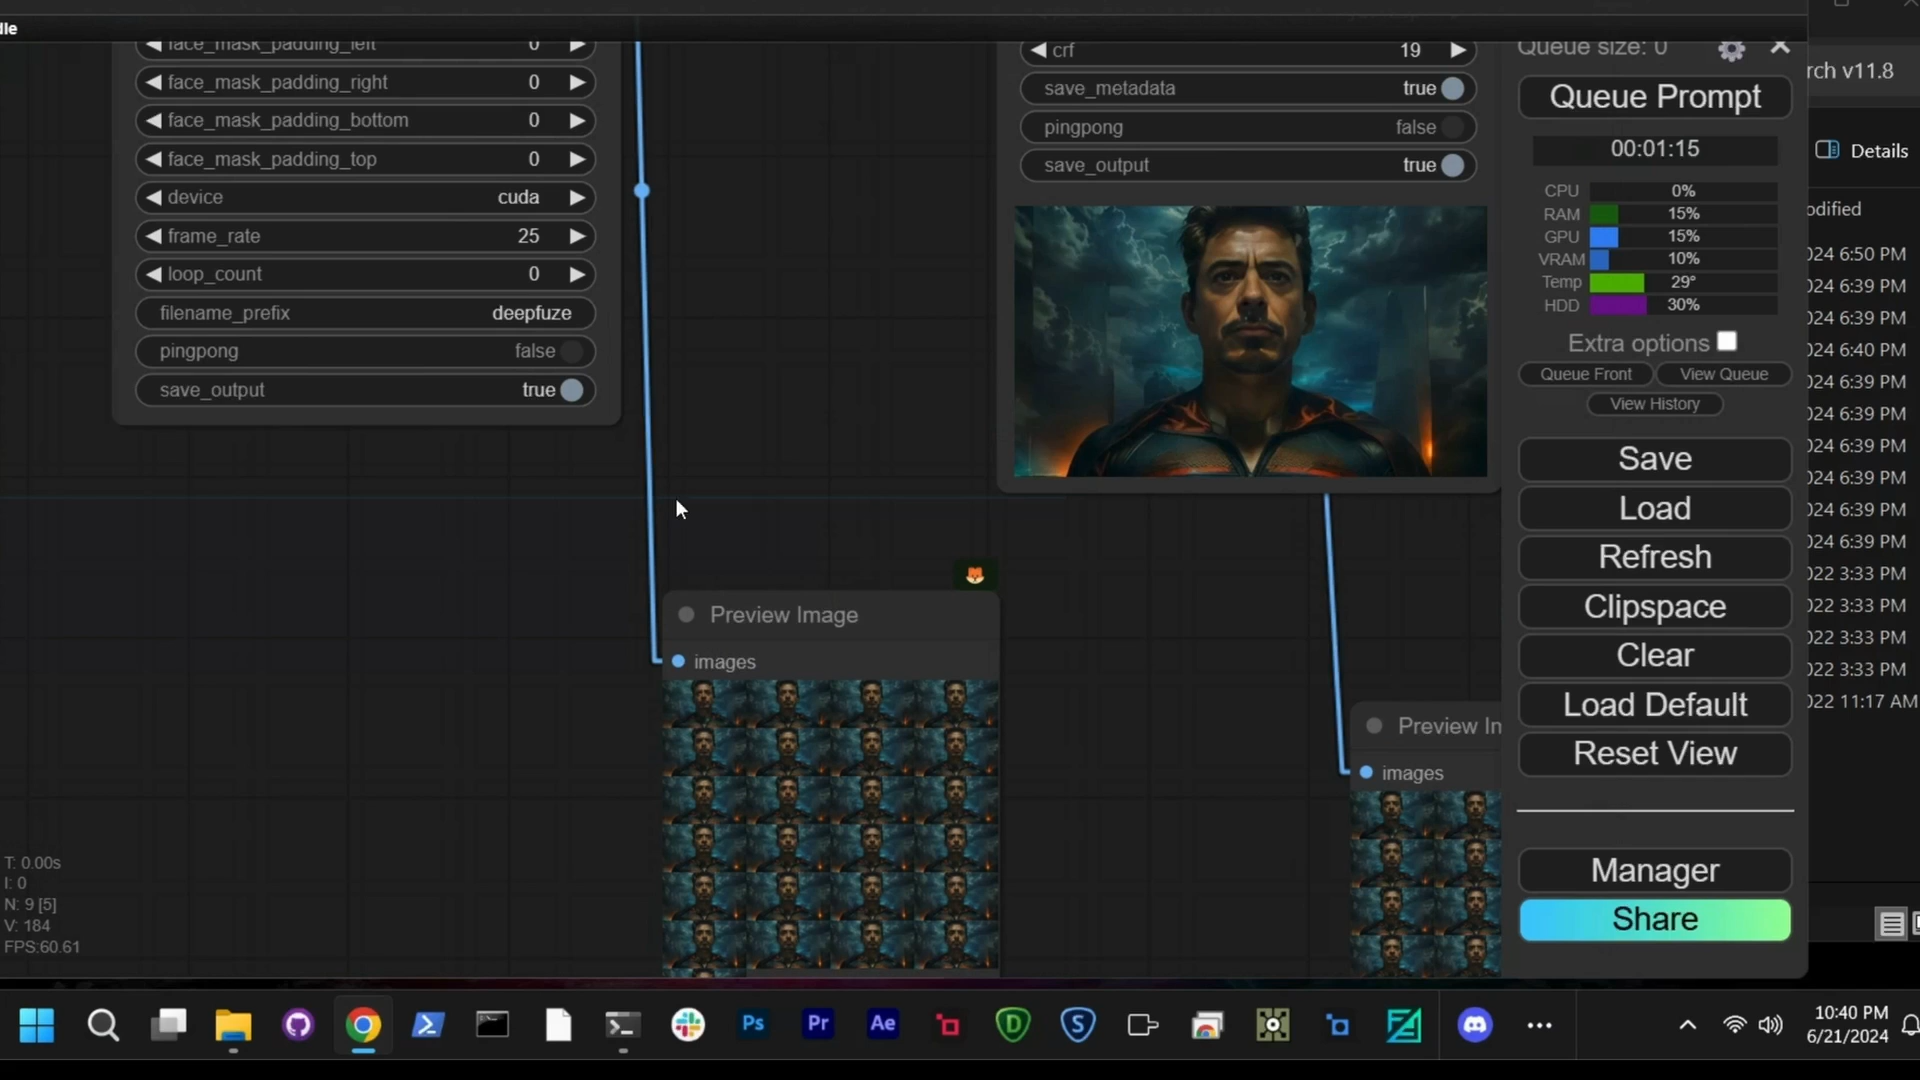 dle
face_mask_padding_left 0
face_mask_padding_right 0
face_mask_padding_bottom 0
face_mask_padding_top 0
device cuda
frame_rate 25
loop_count 0
filename_prefix deepfuze
pingpong false
save_output true
crf 19
save_metadata true
pingpong false
save_output true
Preview Image
images
Preview Im
images
Queue size: 0
Queue Prompt
00:01:15
CPU 0%
RAM 15%
GPU 15%
VRAM 10%
Temp 29°
HDD 30%
Extra options
Queue Front View Queue
View History
Save
Load
Refresh
Clipspace
Clear
Load Default
Reset View
Manager
Share
rch v11.8
Details
odified
024 6:50 PM
024 6:39 PM
024 6:39 PM
024 6:40 PM
024 6:39 PM
024 6:39 PM
024 6:39 PM
024 6:39 PM
024 6:39 PM
024 6:39 PM
022 3:33 PM
022 3:33 PM
022 3:33 PM
022 3:33 PM
022 11:17 AM
T: 0.00s
I: 0
N: 9 [5]
V: 184
FPS:60.61
Ps
Pr
Ae
D
S
10:40 PM
6/21/2024